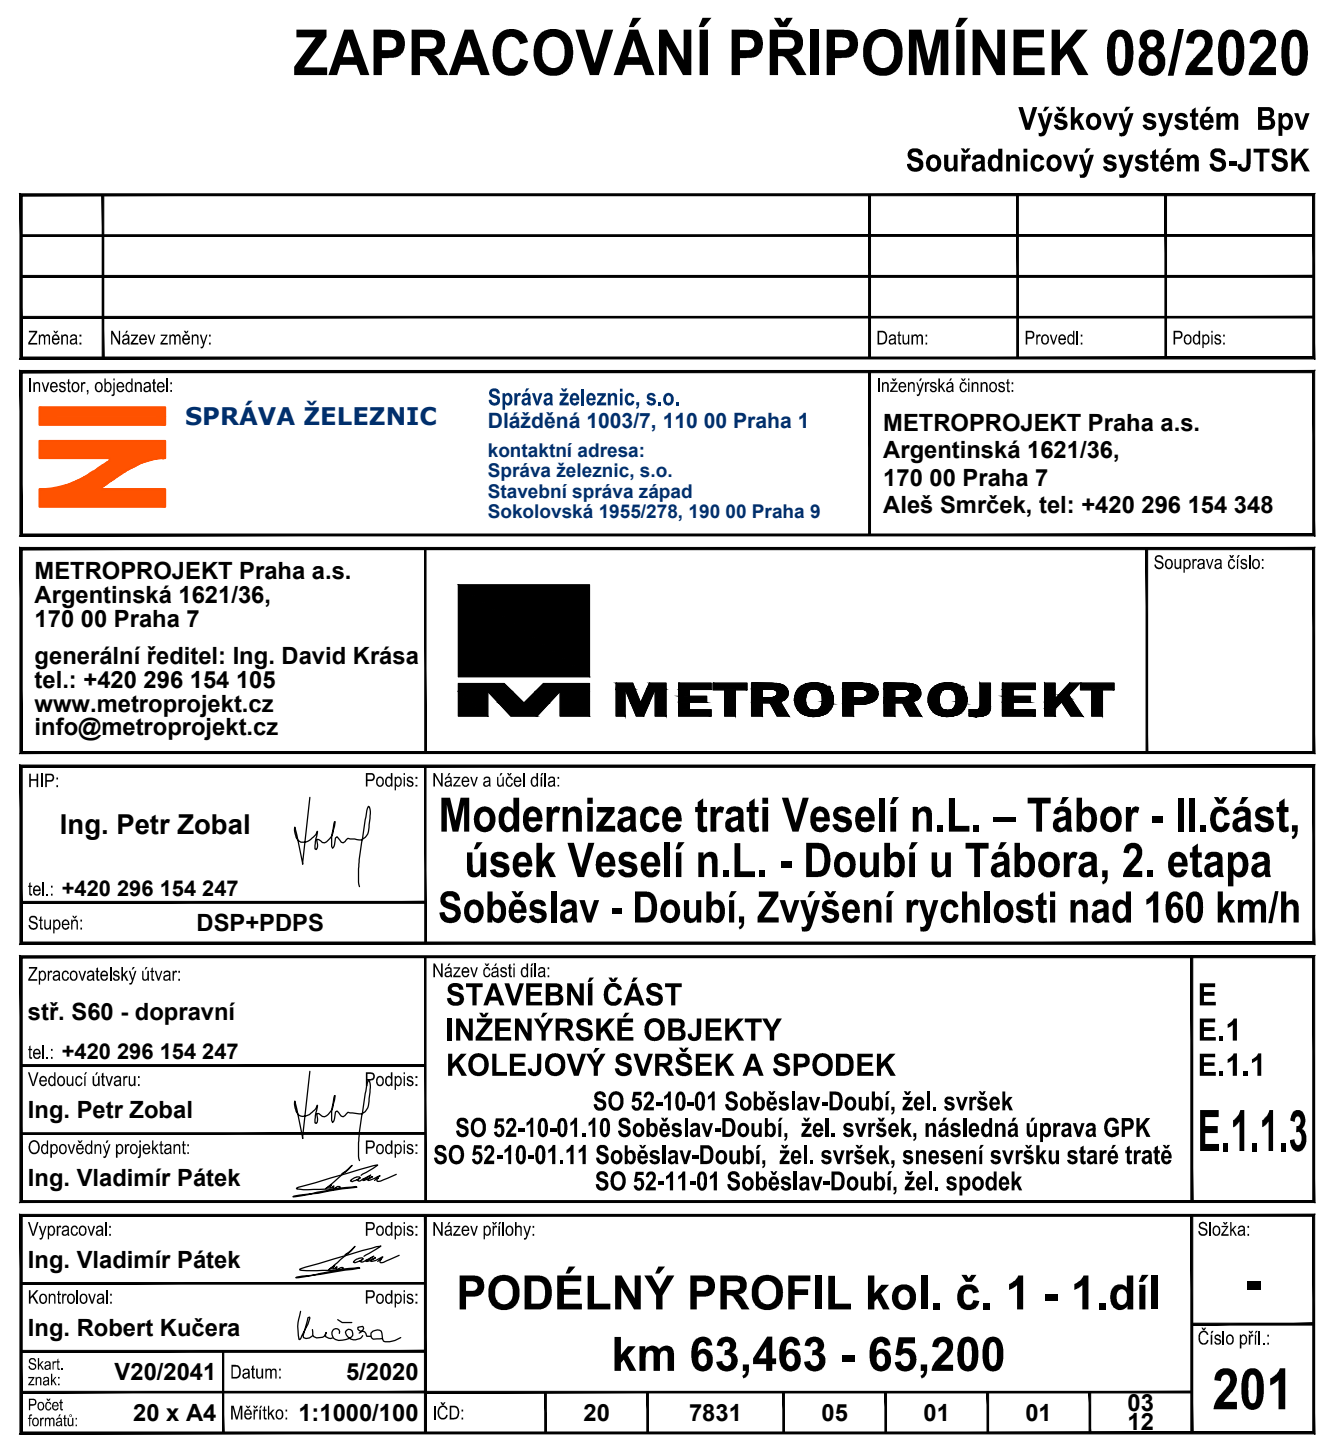 ZAPRACOVÁNÍ PŘIPOMÍNEK 08/2020
Výškový systém Bpv
Souřadnicový systém S-JTSK
Změna: Název změny: Datum: Provedl: Podpis:
Investor, objednatel:
SPRÁVA ŽELEZNIC
Správa železnic, s.o.
Dlážděná 1003/7, 110 00 Praha 1
kontaktní adresa:
Správa železnic, s.o.
Stavební správa západ
Sokolovská 1955/278, 190 00 Praha 9
Inženýrská činnost:
METROPROJEKT Praha a.s.
Argentinská 1621/36,
170 00 Praha 7
Aleš Smrček, tel: +420 296 154 348
METROPROJEKT Praha a.s.
Argentinská 1621/36,
170 00 Praha 7
generální ředitel: Ing. David Krása
tel.: +420 296 154 105
www.metroprojekt.cz
info@metroprojekt.cz
METROPROJEKT
Souprava číslo:
HIP: Podpis:
Ing. Petr Zobal
tel.: +420 296 154 247
Stupeň: DSP+PDPS
Název a účel díla:
Modernizace trati Veselí n.L. – Tábor - II.část,
úsek Veselí n.L. - Doubí u Tábora, 2. etapa
Soběslav - Doubí, Zvýšení rychlosti nad 160 km/h
Zpracovatelský útvar:
stř. S60 - dopravní
tel.: +420 296 154 247
Vedoucí útvaru: Podpis:
Ing. Petr Zobal
Odpovědný projektant: Podpis:
Ing. Vladimír Pátek
Název části díla:
STAVEBNÍ ČÁST
INŽENÝRSKÉ OBJEKTY
KOLEJOVÝ SVRŠEK A SPODEK
SO 52-10-01 Soběslav-Doubí, žel. svršek
SO 52-10-01.10 Soběslav-Doubí, žel. svršek, následná úprava GPK
SO 52-10-01.11 Soběslav-Doubí, žel. svršek, snesení svršku staré tratě
SO 52-11-01 Soběslav-Doubí, žel. spodek
E
E.1
E.1.1
E.1.1.3
Vypracoval: Podpis:
Ing. Vladimír Pátek
Kontroloval: Podpis:
Ing. Robert Kučera Kučera
Skart. znak: V20/2041 Datum: 5/2020
Počet formátů: 20 x A4 Měřítko: 1:1000/100
Název přílohy:
PODÉLNÝ PROFIL kol. č. 1 - 1.díl
km 63,463 - 65,200
IČD: 20 7831 05 01 01 03 12
Složka:
-
Číslo příl.:
201